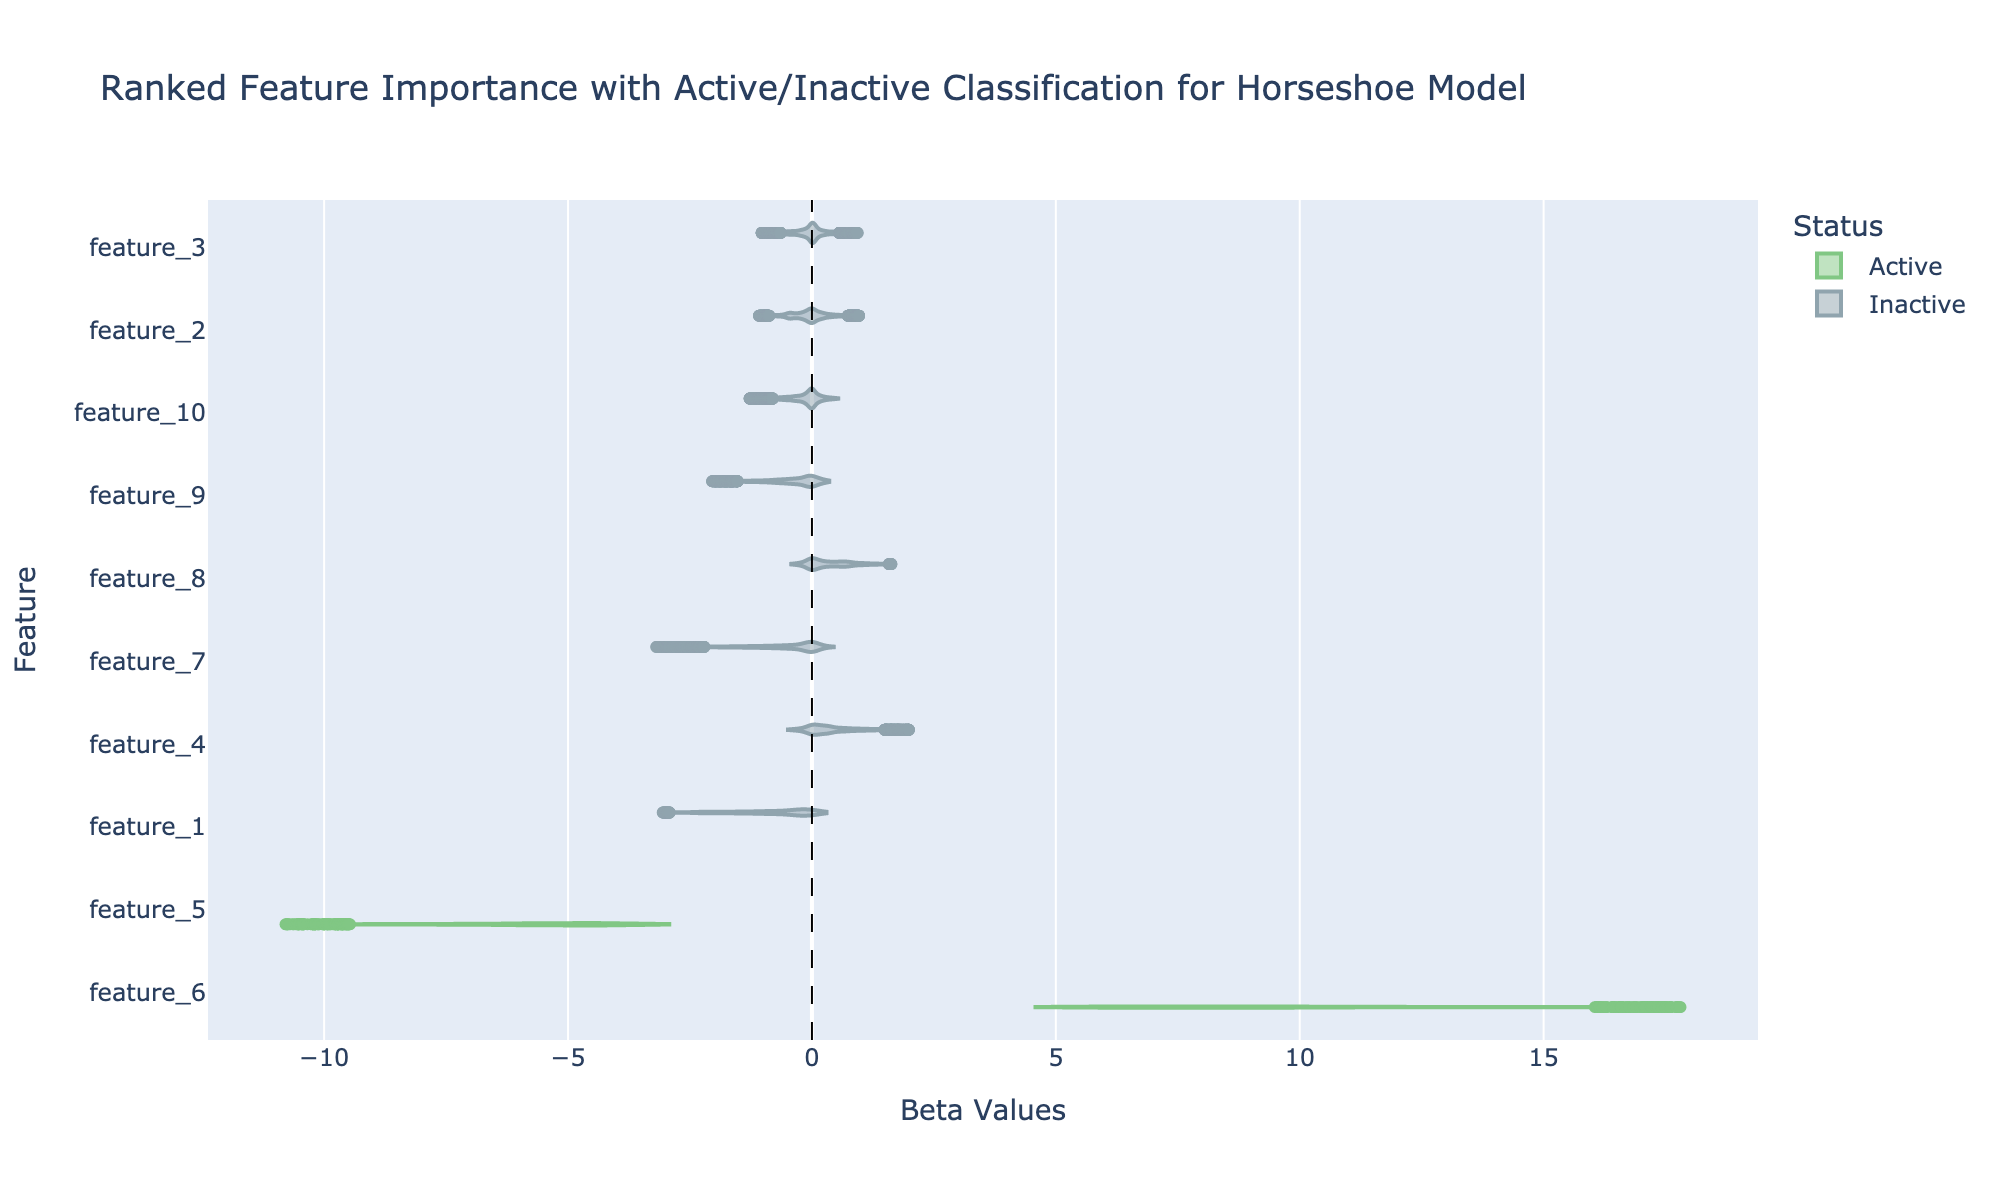 Ranked Feature Importance with Active/Inactive Classification for Horseshoe Model
Status
Active
Inactive
Feature
feature_3
feature_2
feature_10
feature_9
feature_8
feature_7
feature_4
feature_1
feature_5
feature_6
−10 −5 0 5 10 15
Beta Values